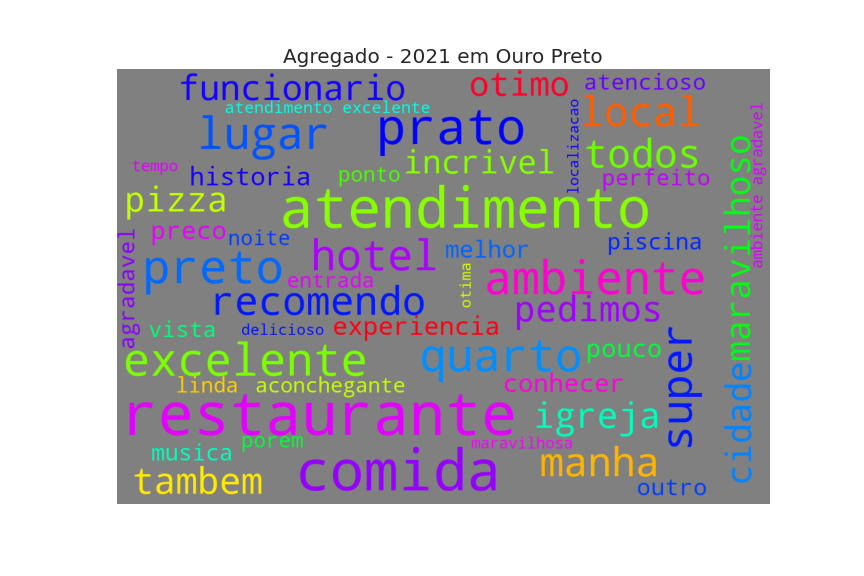 Agregado - 2021 em Ouro Preto
funcionario
otimo
atencioso
atendimento excelente
lugar
prato
localizacao
local
tempo
historia
ponto
incrivel
todos
perfeito
maravilhoso
ambiente agradavel
pizza
atendimento
preco
noite
hotel
melhor
piscina
agradavel
preto
entrada
otima
ambiente
recomendo
pedimos
vista
delicioso
experiencia
excelente
quarto
pouco
super
linda
aconchegante
conhecer
cidade
restaurante
igreja
musica
porem
maravilhosa
comida
manha
tambem
outro